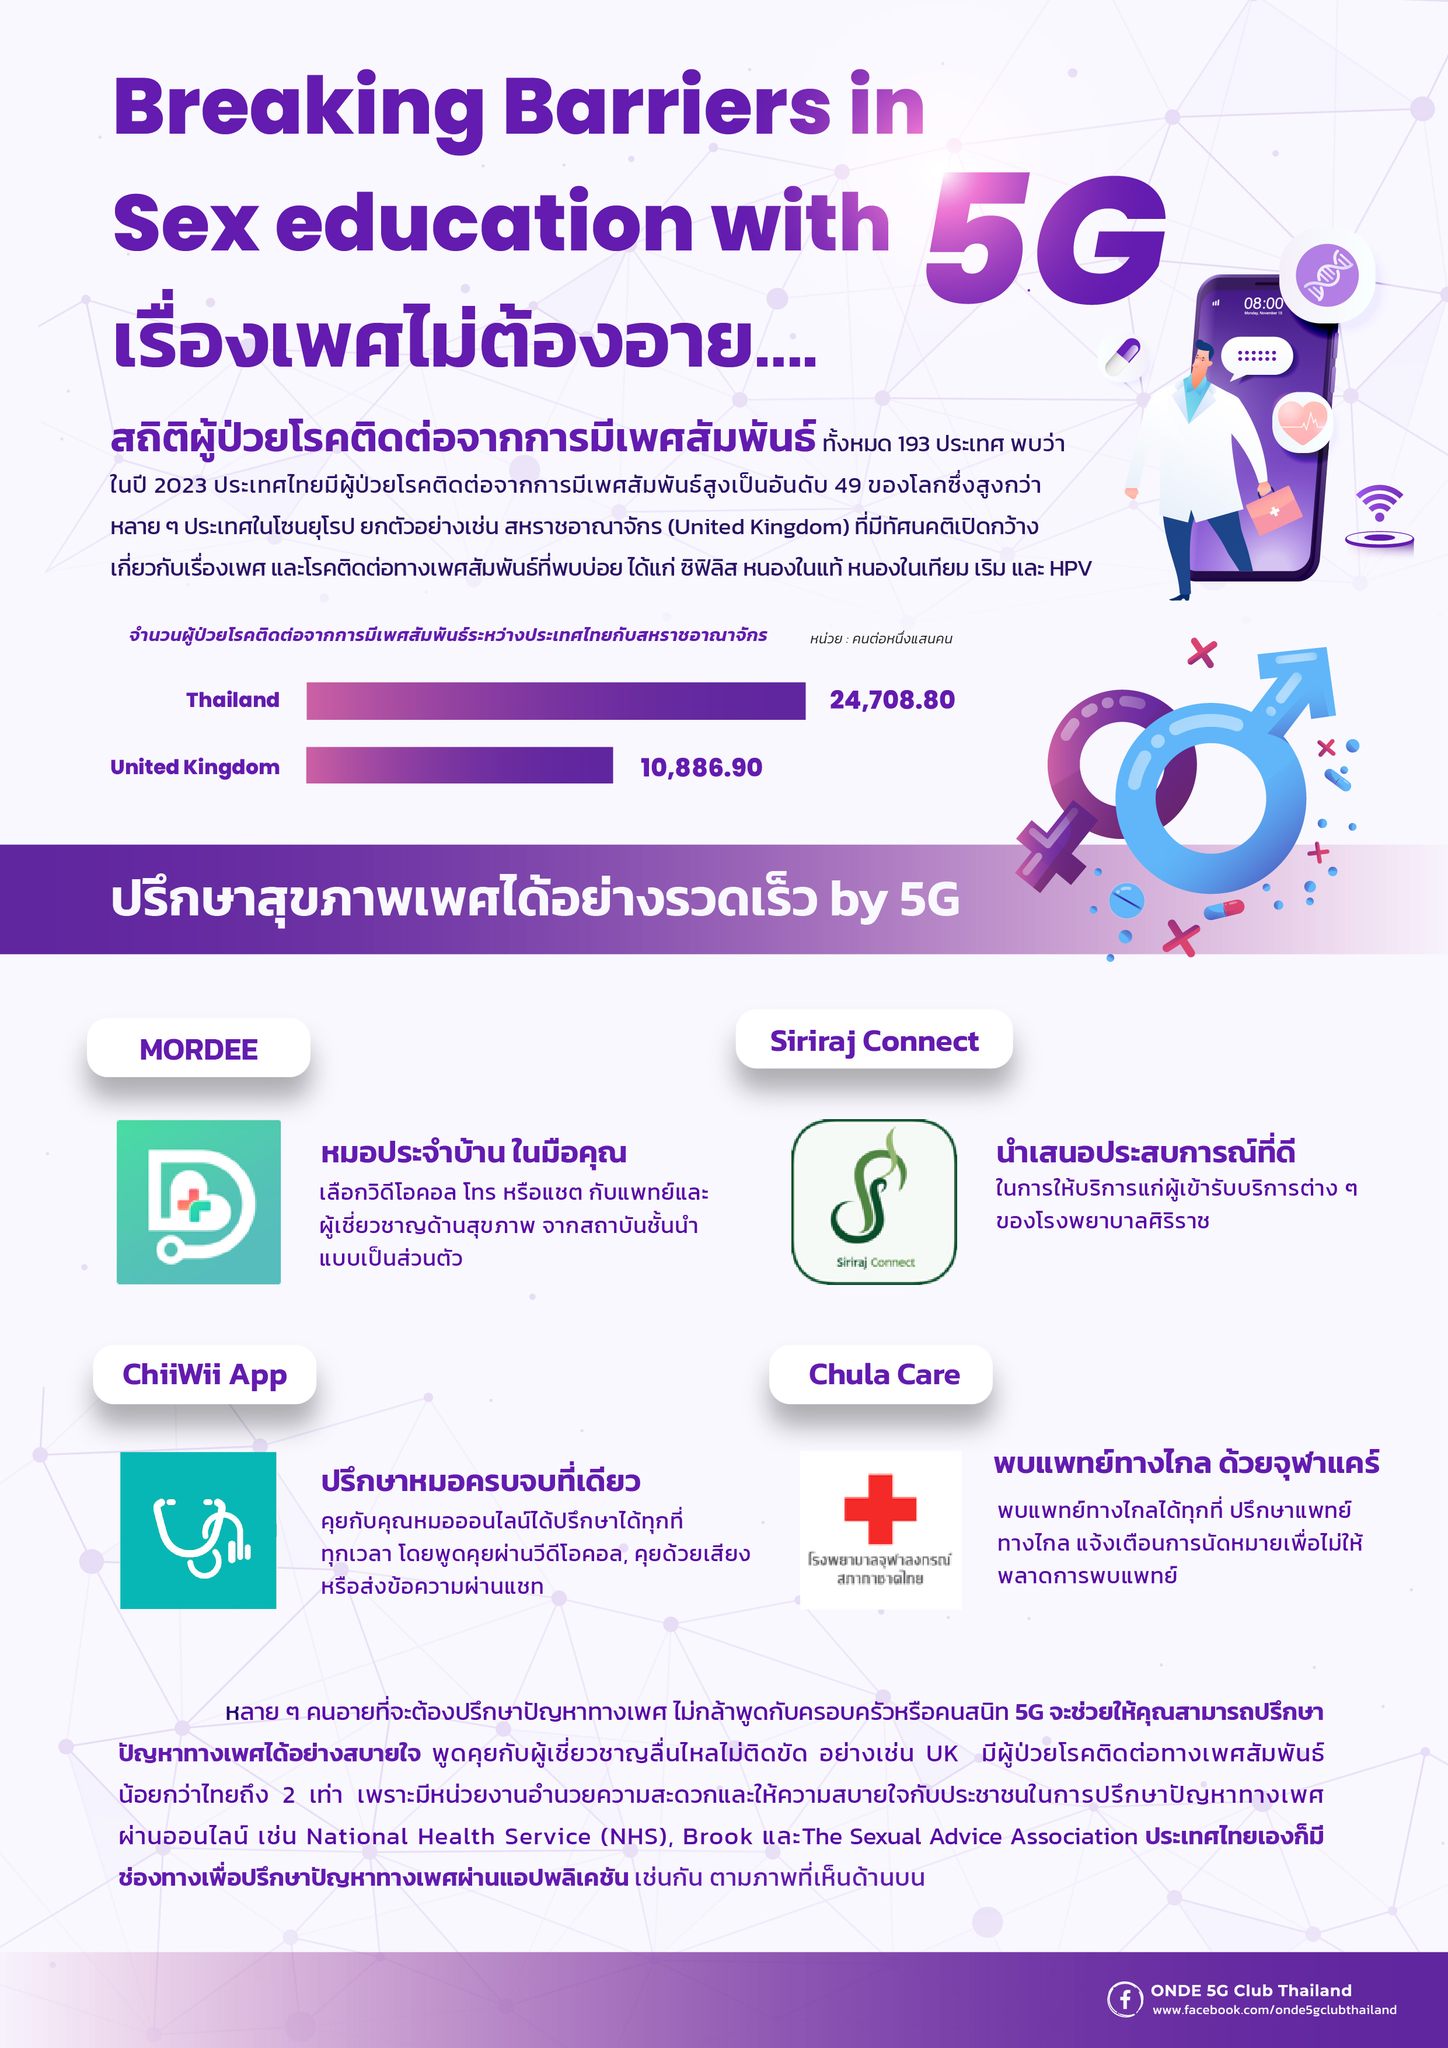 Breaking Barriers in
Sex education with 5G
เรื่องเพศไม่ต้องอาย....
08:00
Monday, November 15
สถิติผู้ป่วยโรคติดต่อจากการมีเพศสัมพันธ์ ทั้งหมด 193 ประเทศ พบว่า
ในปี 2023 ประเทศไทยมีผู้ป่วยโรคติดต่อจากการมีเพศสัมพันธ์สูงเป็นอันดับ 49 ของโลกซึ่งสูงกว่า
หลาย ๆ ประเทศในโซนยุโรป ยกตัวอย่างเช่น สหราชอาณาจักร (United Kingdom) ที่มีทัศนคติเปิดกว้าง
เกี่ยวกับเรื่องเพศ และโรคติดต่อทางเพศสัมพันธ์ที่พบบ่อย ได้แก่ ซิฟิลิส หนองในแท้ หนองในเทียม เริม และ HPV
จำนวนผู้ป่วยโรคติดต่อจากการมีเพศสัมพันธ์ระหว่างประเทศไทยกับสหราชอาณาจักร หน่วย : คนต่อหนึ่งแสนคน
Thailand 24,708.80
United Kingdom 10,886.90
ปรึกษาสุขภาพเพศได้อย่างรวดเร็ว by 5G
MORDEE
หมอประจำบ้าน ในมือคุณ
เลือกวิดีโอคอล โทร หรือแชต กับแพทย์และ
ผู้เชี่ยวชาญด้านสุขภาพ จากสถาบันชั้นนำ
แบบเป็นส่วนตัว
Siriraj Connect
Siriraj Connect
นำเสนอประสบการณ์ที่ดี
ในการให้บริการแก่ผู้เข้ารับบริการต่าง ๆ
ของโรงพยาบาลศิริราช
ChiiWii App
ปรึกษาหมอครบจบที่เดียว
คุยกับคุณหมอออนไลน์ได้ปรึกษาได้ทุกที่
ทุกเวลา โดยพูดคุยผ่านวีดีโอคอล, คุยด้วยเสียง
หรือส่งข้อความผ่านแชท
Chula Care
โรงพยาบาลจุฬาลงกรณ์
สภากาชาดไทย
พบแพทย์ทางไกล ด้วยจุฬาแคร์
พบแพทย์ทางไกลได้ทุกที่ ปรึกษาแพทย์
ทางไกล แจ้งเตือนการนัดหมายเพื่อไม่ให้
พลาดการพบแพทย์
หลาย ๆ คนอายที่จะต้องปรึกษาปัญหาทางเพศ ไม่กล้าพูดกับครอบครัวหรือคนสนิท 5G จะช่วยให้คุณสามารถปรึกษา
ปัญหาทางเพศได้อย่างสบายใจ พูดคุยกับผู้เชี่ยวชาญลื่นไหลไม่ติดขัด อย่างเช่น UK มีผู้ป่วยโรคติดต่อทางเพศสัมพันธ์
น้อยกว่าไทยถึง 2 เท่า เพราะมีหน่วยงานอำนวยความสะดวกและให้ความสบายใจกับประชาชนในการปรึกษาปัญหาทางเพศ
ผ่านออนไลน์ เช่น National Health Service (NHS), Brook และThe Sexual Advice Association ประเทศไทยเองก็มี
ช่องทางเพื่อปรึกษาปัญหาทางเพศผ่านแอปพลิเคชัน เช่นกัน ตามภาพที่เห็นด้านบน
ONDE 5G Club Thailand
www.facebook.com/onde5gclubthailand